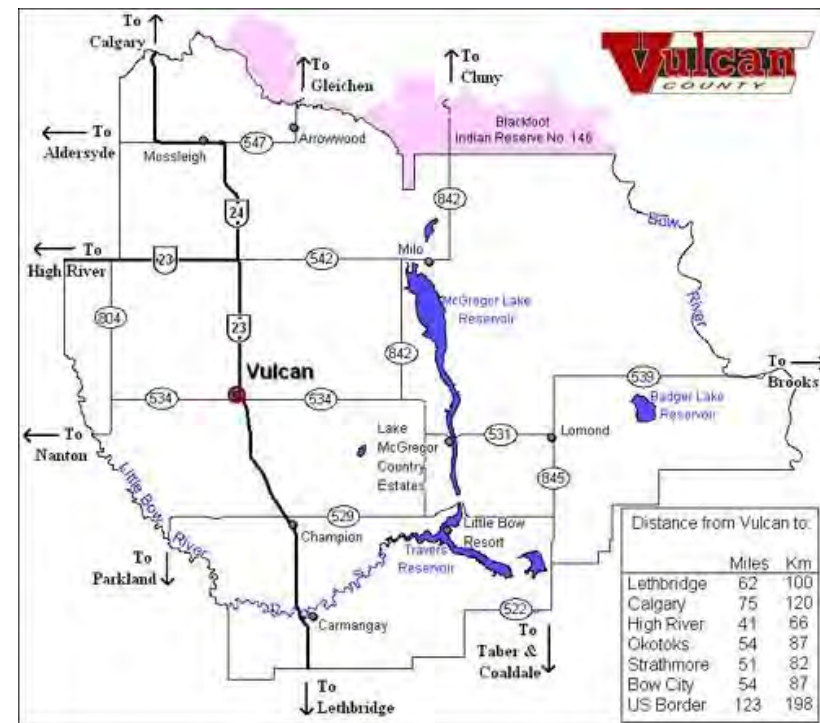 To
Calgary
To
Gleichen
To
Cluny
Vulcan
COUNTY
Blackfoot
Indian Reserve No. 146
To
Aldersyde
Mossleigh
547
Arrowwood
24
842
Bow
River
To
High River
23
542
Milo
McGregor Lake
Reservoir
804
23
842
To
Brooks
539
Badger Lake
Reservoir
Vulcan
534
534
To
Nanton
Lake
McGregor
Country
Estates
531
Lomond
845
Little Bow
River
529
Champion
Little Bow
Resort
Travers
Reservoir
To
Parkland
Carmangay
522
To
Taber &
Coaldale
To
Lethbridge
Distance from Vulcan to:
Miles Km
Lethbridge 62 100
Calgary 75 120
High River 41 66
Okotoks 54 87
Strathmore 51 82
Bow City 54 87
US Border 123 198